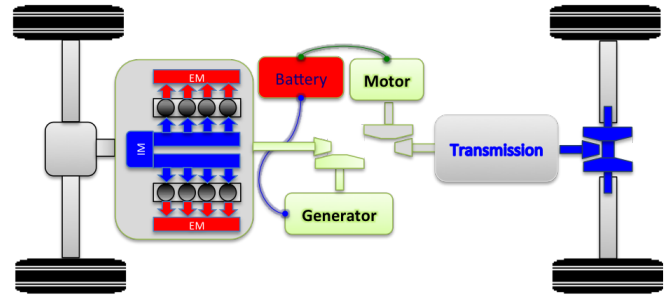 EM
Battery
Motor
IM
Transmission
Generator
EM